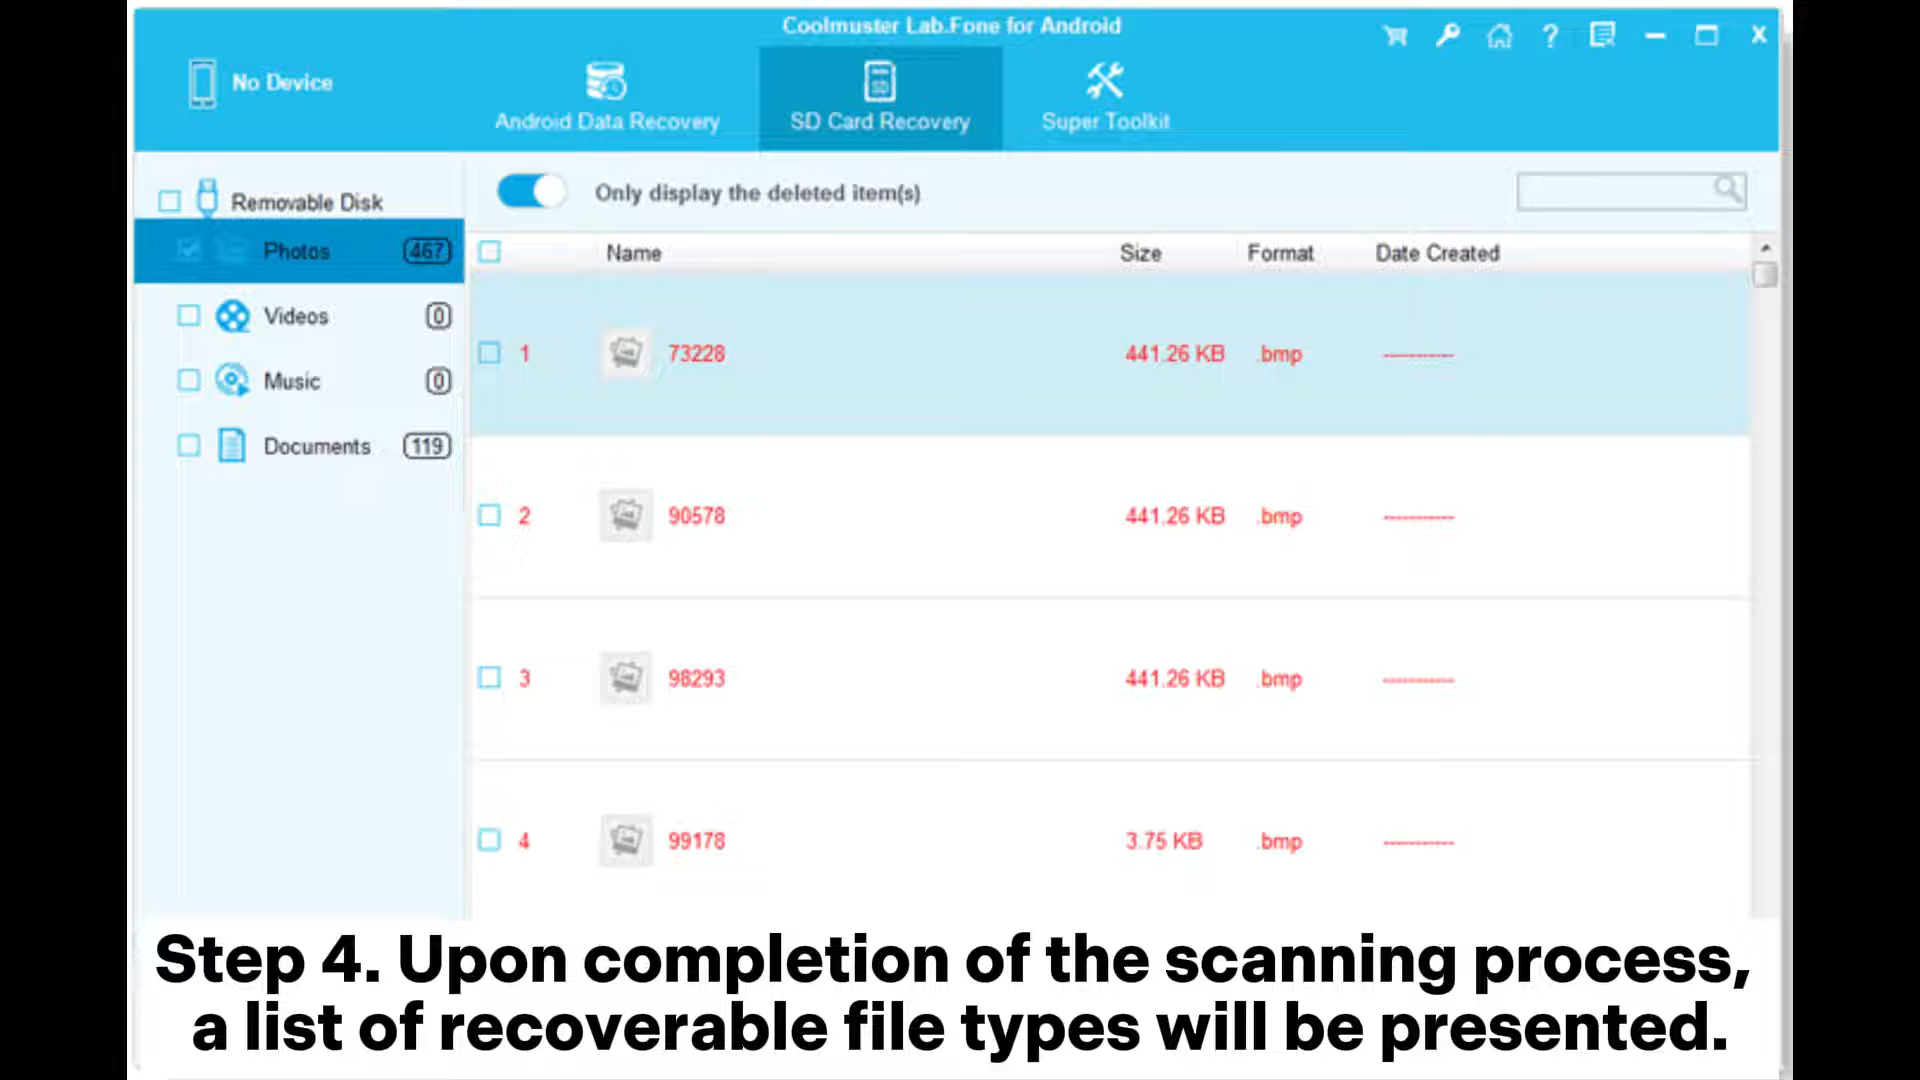 Coolmuster Lab.Fone for Android
No Device
Android Data Recovery
SD
SD Card Recovery
Super Toolkit
?
Removable Disk
Photos 467
Videos 0
Music 0
Documents 119
Only display the deleted item(s)
Name Size Format Date Created
1 73228 441.26 KB .bmp -----------
2 90578 441.26 KB .bmp -----------
3 98293 441.26 KB .bmp -----------
4 99178 3.75 KB .bmp -----------
Step 4. Upon completion of the scanning process,
a list of recoverable file types will be presented.